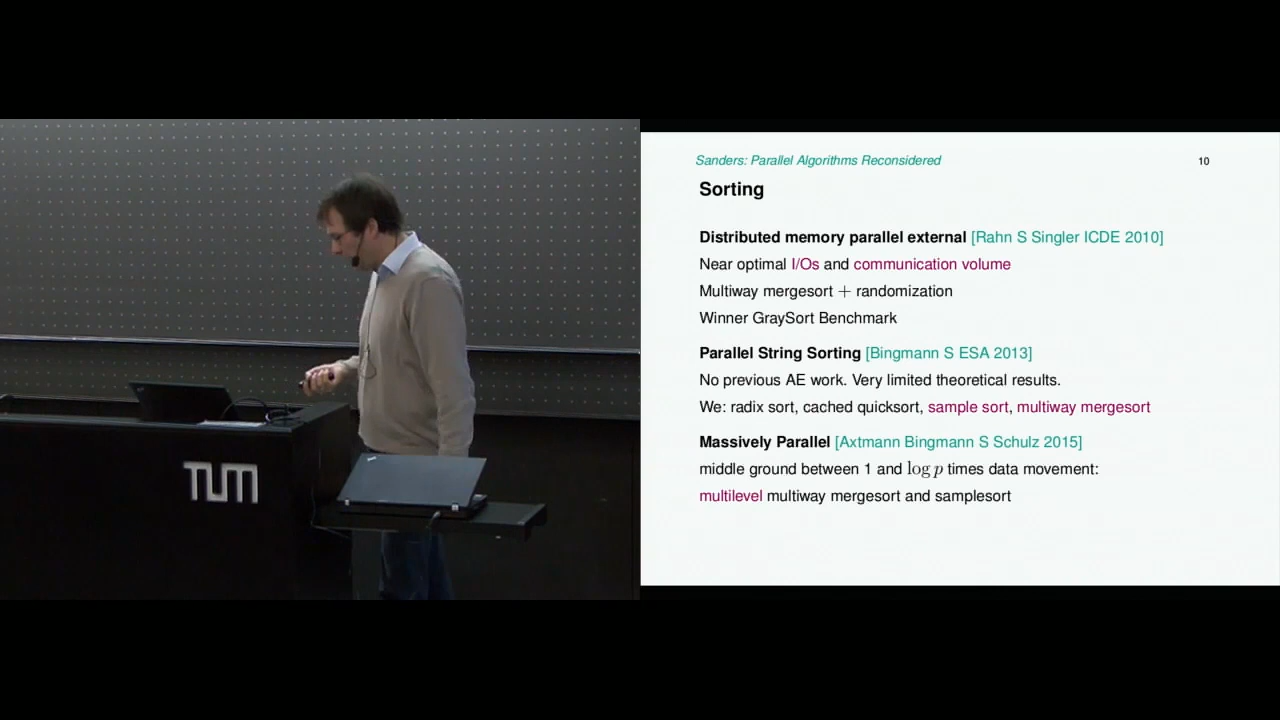 TUM
Sanders: Parallel Algorithms Reconsidered 10
Sorting
Distributed memory parallel external [Rahn S Singler ICDE 2010]
Near optimal I/Os and communication volume
Multiway mergesort + randomization
Winner GraySort Benchmark
Parallel String Sorting [Bingmann S ESA 2013]
No previous AE work. Very limited theoretical results.
We: radix sort, cached quicksort, sample sort, multiway mergesort
Massively Parallel [Axtmann Bingmann S Schulz 2015]
middle ground between 1 and log p times data movement:
multilevel multiway mergesort and samplesort